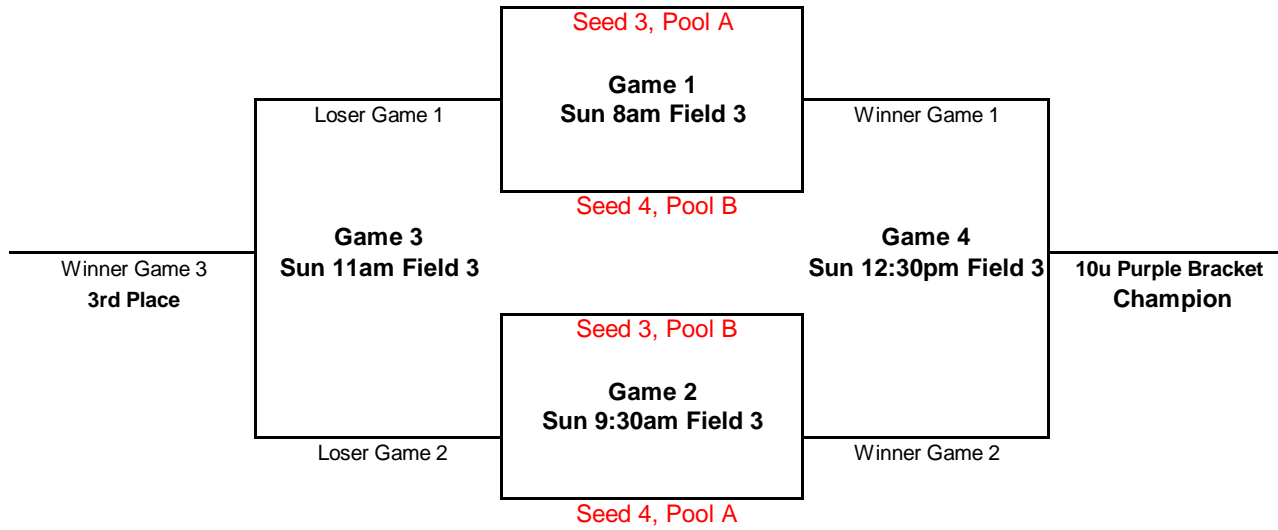 Seed 3, Pool A
Game 1
Sun 8am Field 3
Loser Game 1
Winner Game 1
Seed 4, Pool B
Game 3
Sun 11am Field 3
Game 4
Sun 12:30pm Field 3
Winner Game 3
3rd Place
10u Purple Bracket
Champion
Seed 3, Pool B
Game 2
Sun 9:30am Field 3
Loser Game 2
Winner Game 2
Seed 4, Pool A